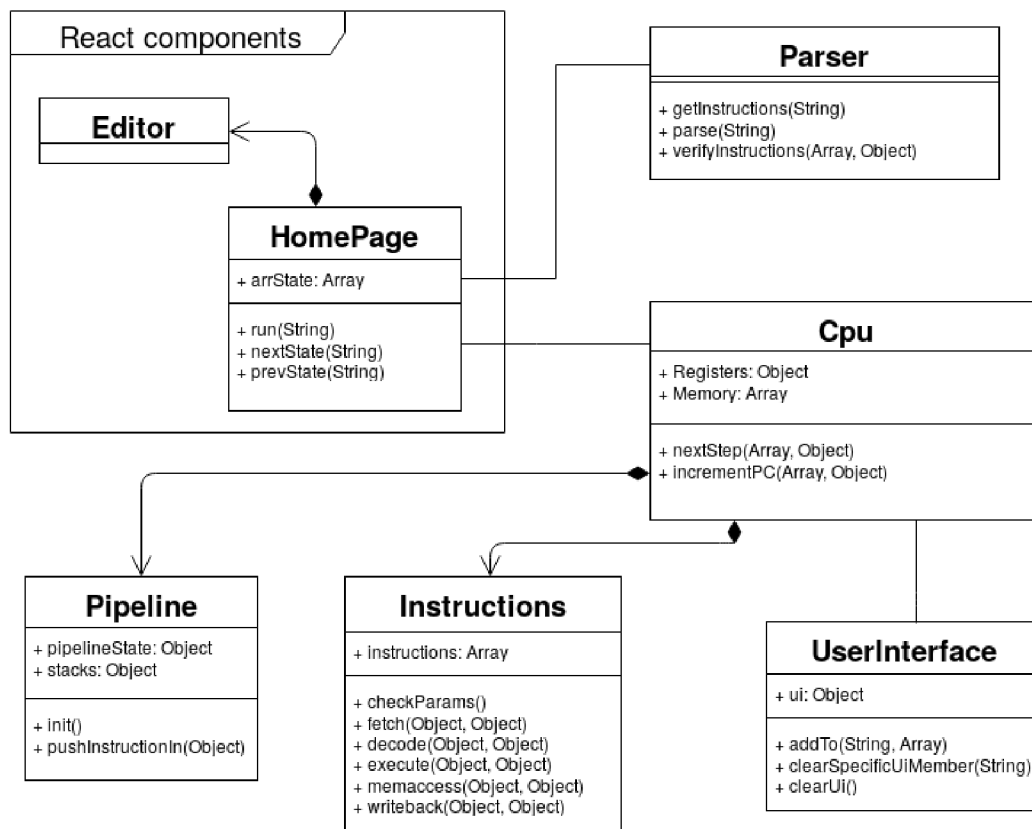 React components
Editor
HomePage
+ arrState: Array
+ run(String)
+ nextState(String)
+ prevState(String)
Parser
+ getInstructions(String)
+ parse(String)
+ verifyInstructions(Array, Object)
Cpu
+ Registers: Object
+ Memory: Array
+ nextStep(Array, Object)
+ incrementPC(Array, Object)
Pipeline
+ pipelineState: Object
+ stacks: Object
+ init()
+ pushInstructionIn(Object)
Instructions
+ instructions: Array
+ checkParams()
+ fetch(Object, Object)
+ decode(Object, Object)
+ execute(Object, Object)
+ memaccess(Object, Object)
+ writeback(Object, Object)
UserInterface
+ ui: Object
+ addTo(String, Array)
+ clearSpecificUiMember(String)
+ clearUi()